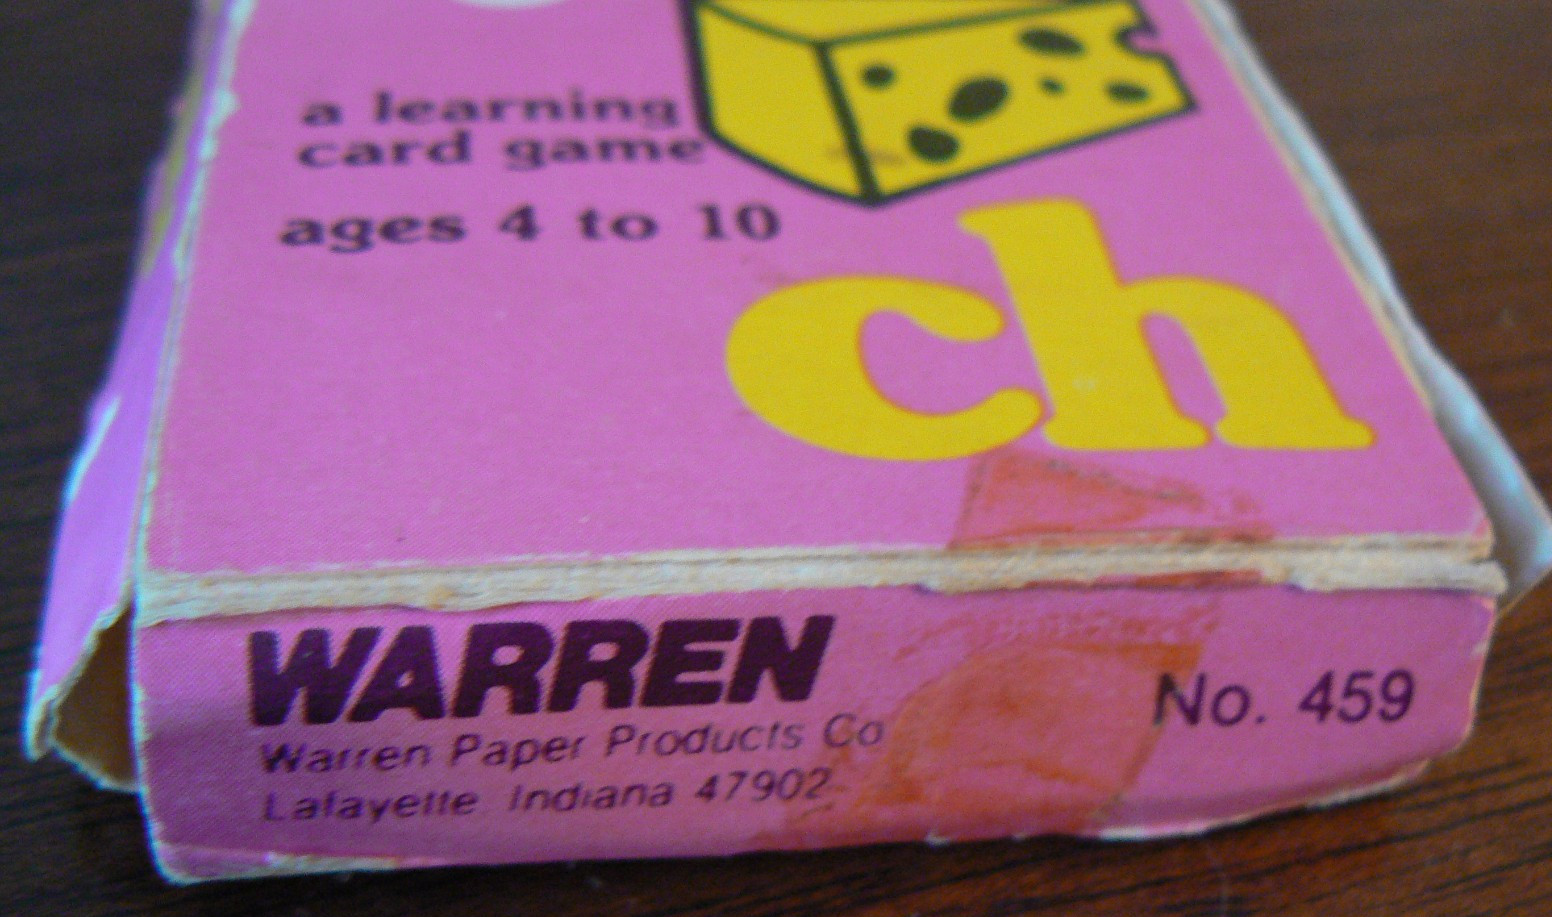 a learning
card game
ages 4 to 10
ch
WARREN
Warren Paper Products Co
Lafayette Indiana 47902
No. 459